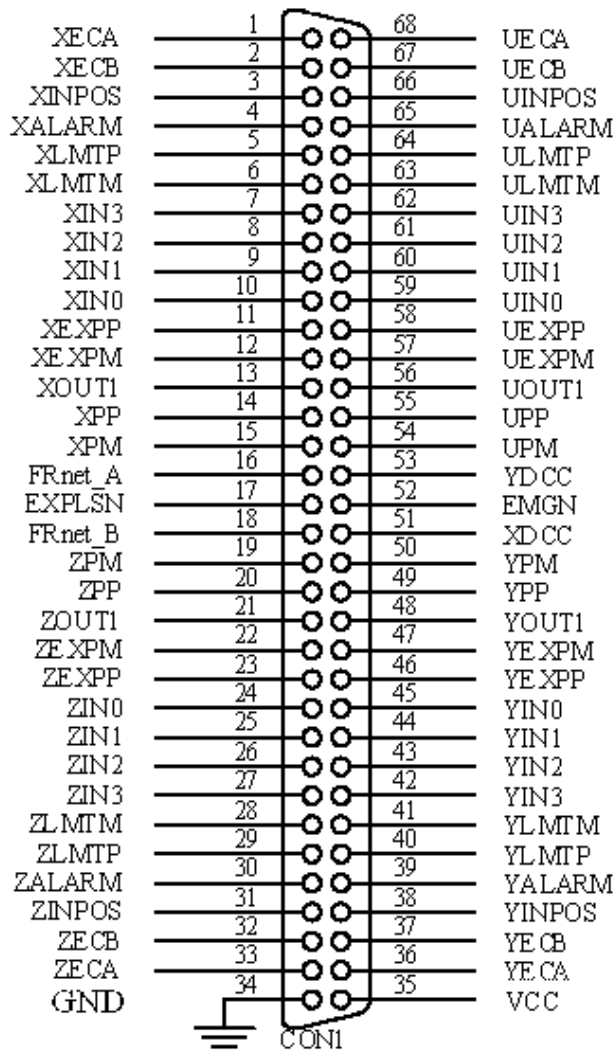 XECA 1 68 UECA
XECB 2 67 UECB
XINPOS 3 66 UINPOS
XALARM 4 65 UALARM
XLMTP 5 64 ULMTP
XLMTM 6 63 ULMTM
XIN3 7 62 UIN3
XIN2 8 61 UIN2
XIN1 9 60 UIN1
XIN0 10 59 UIN0
XEXPP 11 58 UEXPP
XEXPM 12 57 UEXPM
XOUT1 13 56 UOUT1
XPP 14 55 UPP
XPM 15 54 UPM
FRnet_A 16 53 YDCC
EXPLSN 17 52 EMGN
FRnet_B 18 51 XDCC
ZPM 19 50 YPM
ZPP 20 49 YPP
ZOUT1 21 48 YOUT1
ZEXPM 22 47 YEXPM
ZEXPP 23 46 YEXPP
ZIN0 24 45 YIN0
ZIN1 25 44 YIN1
ZIN2 26 43 YIN2
ZIN3 27 42 YIN3
ZLMTM 28 41 YLMTM
ZLMTP 29 40 YLMTP
ZALARM 30 39 YALARM
ZINPOS 31 38 YINPOS
ZECB 32 37 YECB
ZECA 33 36 YECA
GND 34 35 VCC
CON1